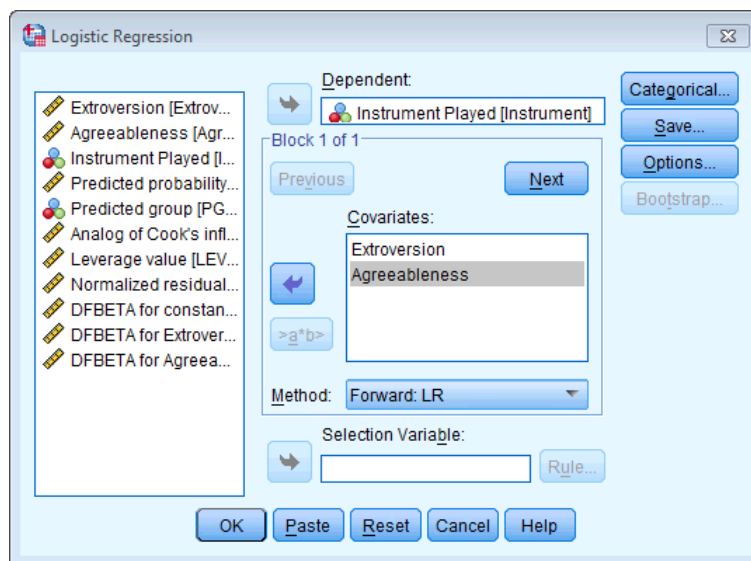 Logistic Regression
Extroversion [Extrov...
Agreeableness [Agr...
Instrument Played [I...
Predicted probability...
Predicted group [PG...
Analog of Cook's infl...
Leverage value [LEV...
Normalized residual...
DFBETA for constan...
DFBETA for Extrover...
DFBETA for Agreea...
Dependent:
Instrument Played [Instrument]
Block 1 of 1
Previous
Next
Covariates:
Extroversion
Agreeableness
>a*b>
Method:
Forward: LR
Selection Variable:
Rule...
Categorical...
Save...
Options...
Bootstrap...
OK
Paste
Reset
Cancel
Help